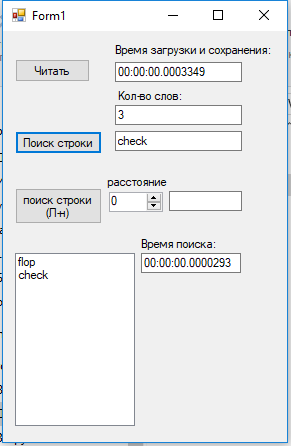 Form1
Время загрузки и сохранения:
Читать
00:00:00.0003349
Кол-во слов:
3
Поиск строки
check
расстояние
поиск строки
(Л-н)
0
Время поиска:
00:00:00.0000293
flop
check